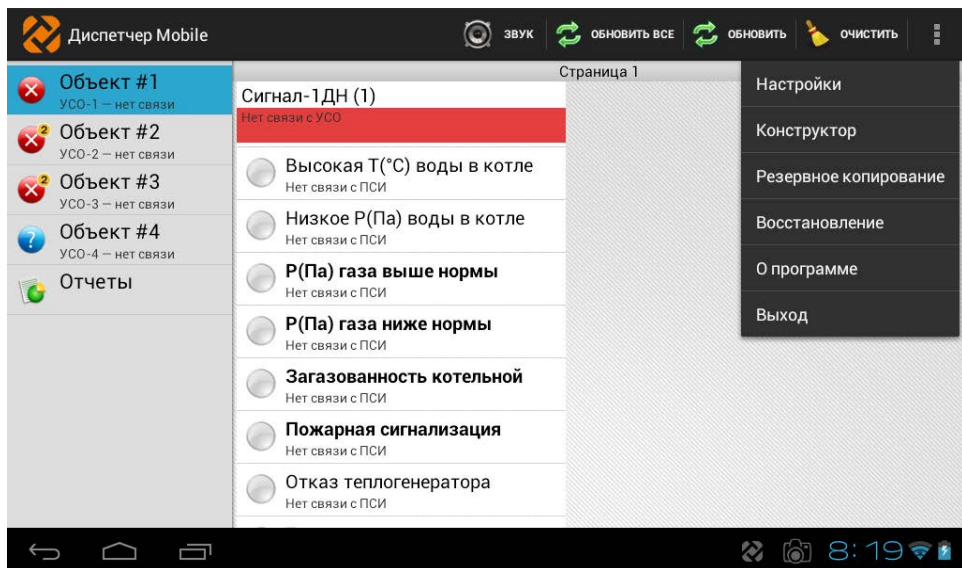 Диспетчер Mobile
ЗВУК
ОБНОВИТЬ ВСЕ
ОБНОВИТЬ
ОЧИСТИТЬ
Объект #1
УСО-1 — нет связи
2
Объект #2
УСО-2 — нет связи
2
Объект #3
УСО-3 — нет связи
?
Объект #4
УСО-4 — нет связи
Отчеты
Страница 1
Сигнал-1ДН (1)
Нет связи с УСО
Высокая Т(°С) воды в котле
Нет связи с ПСИ
Низкое Р(Па) воды в котле
Нет связи с ПСИ
Р(Па) газа выше нормы
Нет связи с ПСИ
Р(Па) газа ниже нормы
Нет связи с ПСИ
Загазованность котельной
Нет связи с ПСИ
Пожарная сигнализация
Нет связи с ПСИ
Отказ теплогенератора
Нет связи с ПСИ
Настройки
Конструктор
Резервное копирование
Восстановление
О программе
Выход
8:19